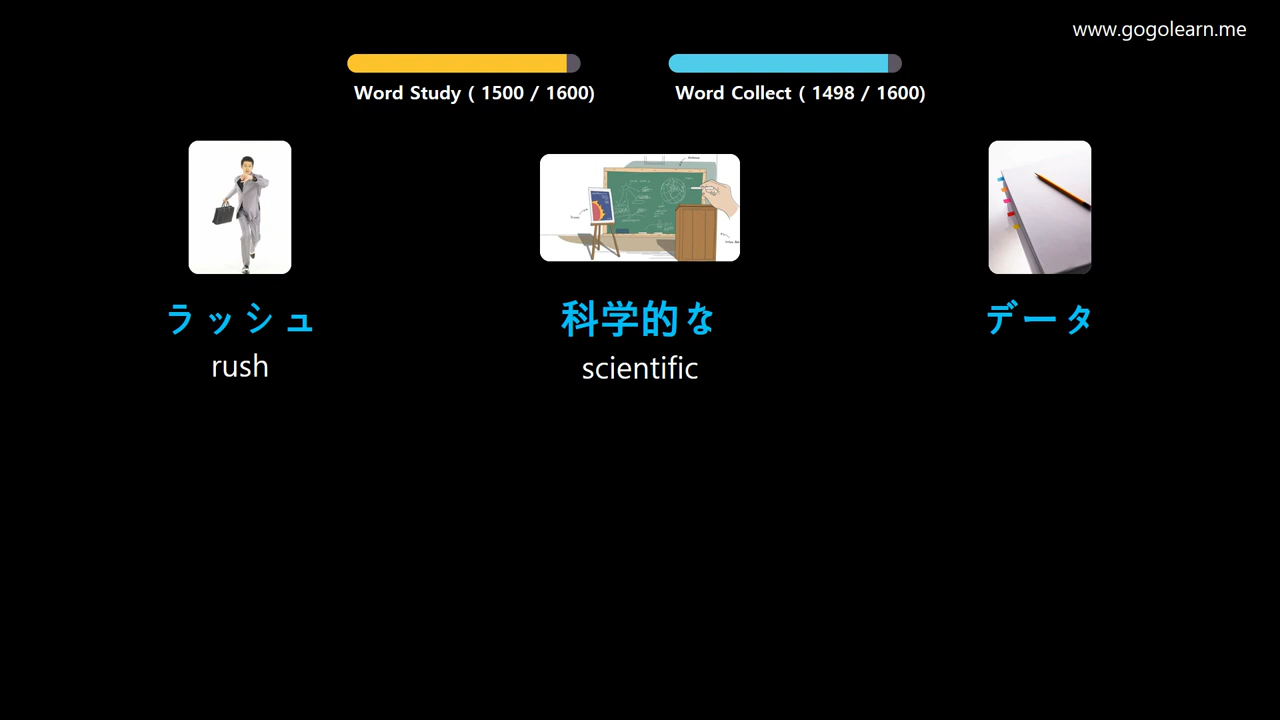 www.gogolearn.me
Word Study ( 1500 / 1600)
Word Collect ( 1498 / 1600)
ラッシュ
科学的な
データ
rush
scientific